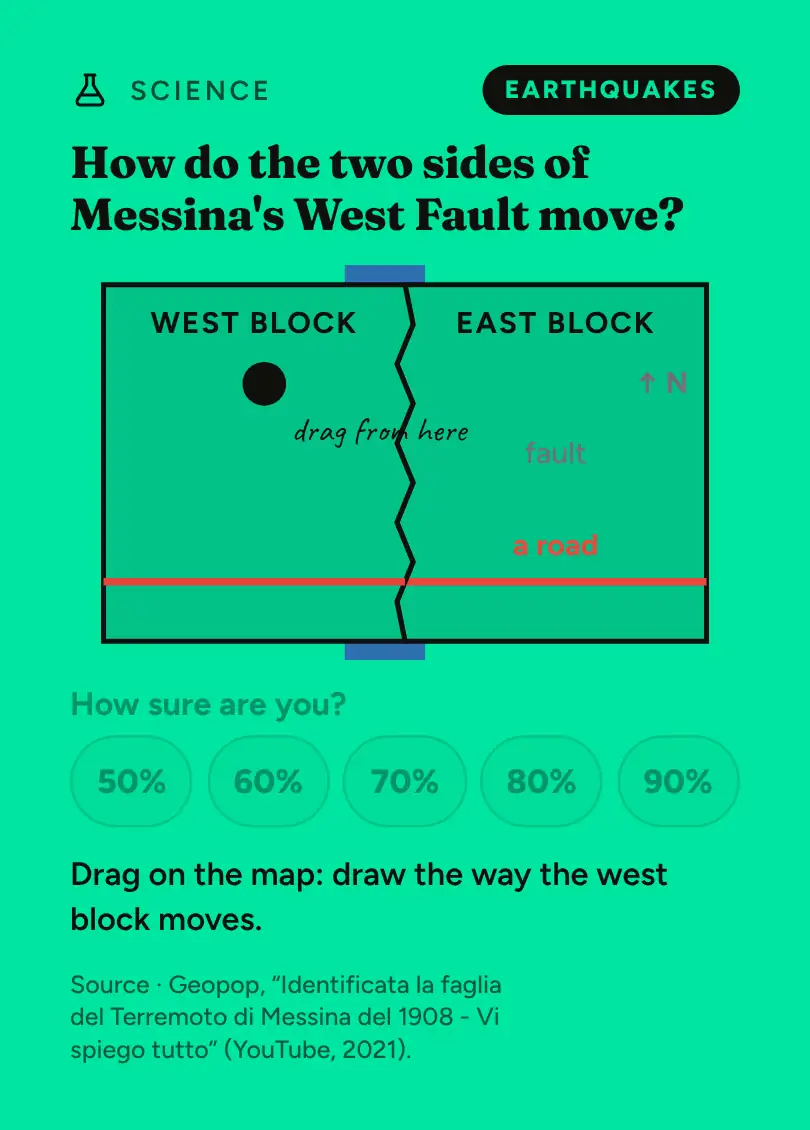 SCIENCE
EARTHQUAKES
How do the two sides of
Messina's West Fault move?
WEST BLOCK
EAST BLOCK
↑ N
drag from here
fault
a road
How sure are you?
50% 60% 70% 80% 90%
Drag on the map: draw the way the west
block moves.
Source · Geopop, “Identificata la faglia
del Terremoto di Messina del 1908 - Vi
spiego tutto” (YouTube, 2021).